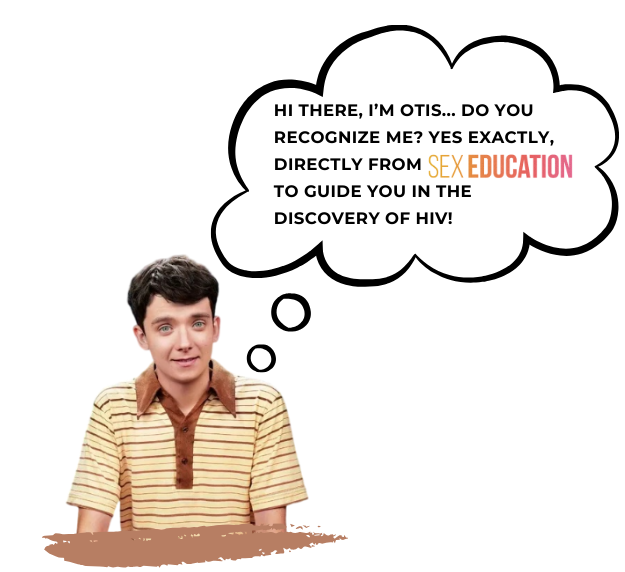 HI THERE, I'M OTIS... DO YOU
RECOGNIZE ME? YES EXACTLY,
DIRECTLY FROM SEX EDUCATION
TO GUIDE YOU IN THE
DISCOVERY OF HIV!